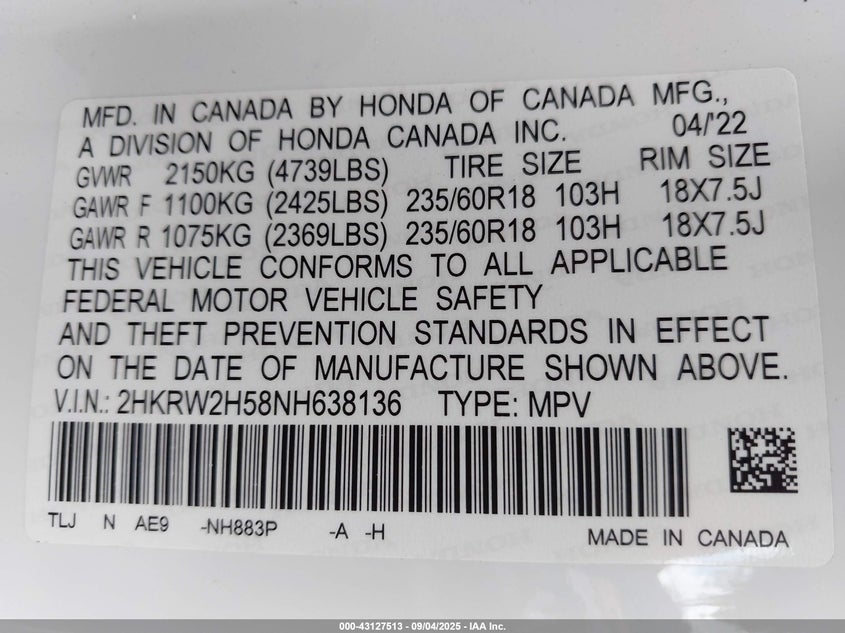 MFD. IN CANADA BY HONDA OF CANADA MFG.,
A DIVISION OF HONDA CANADA INC. 04/'22
GVWR 2150KG (4739LBS) TIRE SIZE RIM SIZE
GAWR F 1100KG (2425LBS) 235/60R18 103H 18X7.5J
GAWR R 1075KG (2369LBS) 235/60R18 103H 18X7.5J
THIS VEHICLE CONFORMS TO ALL APPLICABLE
FEDERAL MOTOR VEHICLE SAFETY
AND THEFT PREVENTION STANDARDS IN EFFECT
ON THE DATE OF MANUFACTURE SHOWN ABOVE.
V.I.N.: 2HKRW2H58NH638136 TYPE: MPV
TLJ N AE9 -NH883P -A -H
MADE IN CANADA
000-43127513 - 09/04/2025 - IAA Inc.